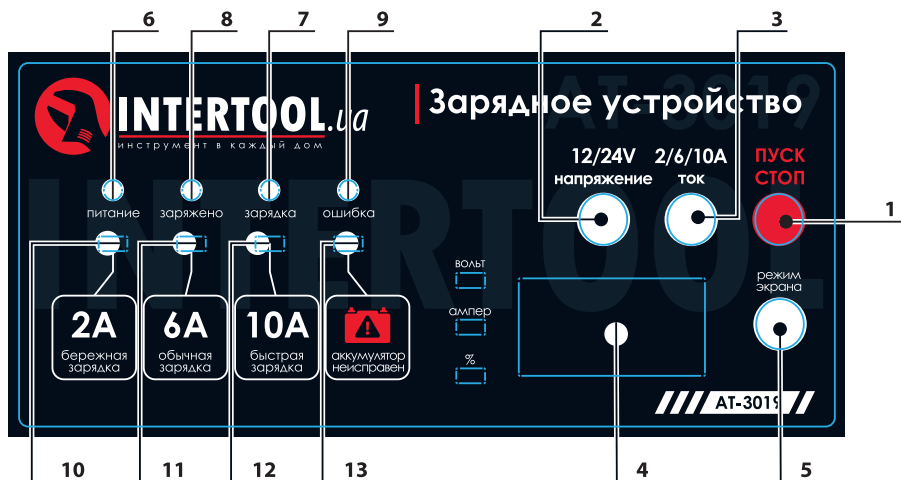 6 8 7 9 2 3
INTERTOOL.ua
инструмент в каждый дом
Зарядное устройство
AT-3019
INTERTOOL
12/24V
напряжение
2/6/10A
ток
ПУСК
СТОП
1
питание
заряжено
зарядка
ошибка
вольт
ампер
%
режим
экрана
2A
бережная
зарядка
6A
обычная
зарядка
10A
быстрая
зарядка
аккумулятор
неисправен
AT-3019
10 11 12 13 4 5